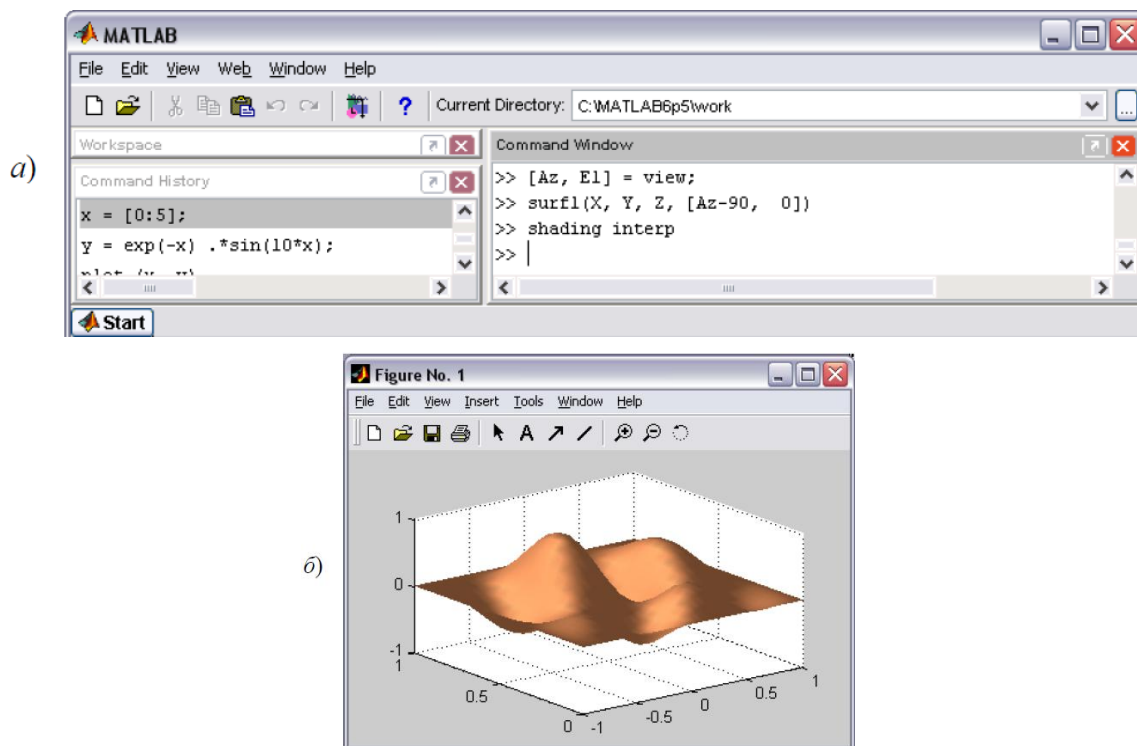 а)
MATLAB
File Edit View Web Window Help
? Current Directory: C:\MATLAB6p5\work ...
Workspace
Command History
x = [0:5];
y = exp(-x) .*sin(10*x);
Command Window
>> [Az, El] = view;
>> surfl(X, Y, Z, [Az-90, 0])
>> shading interp
>>
Start
б)
Figure No. 1
File Edit View Insert Tools Window Help
A
1
0
-1
1
0.5
0
-1
-0.5
0
0.5
1